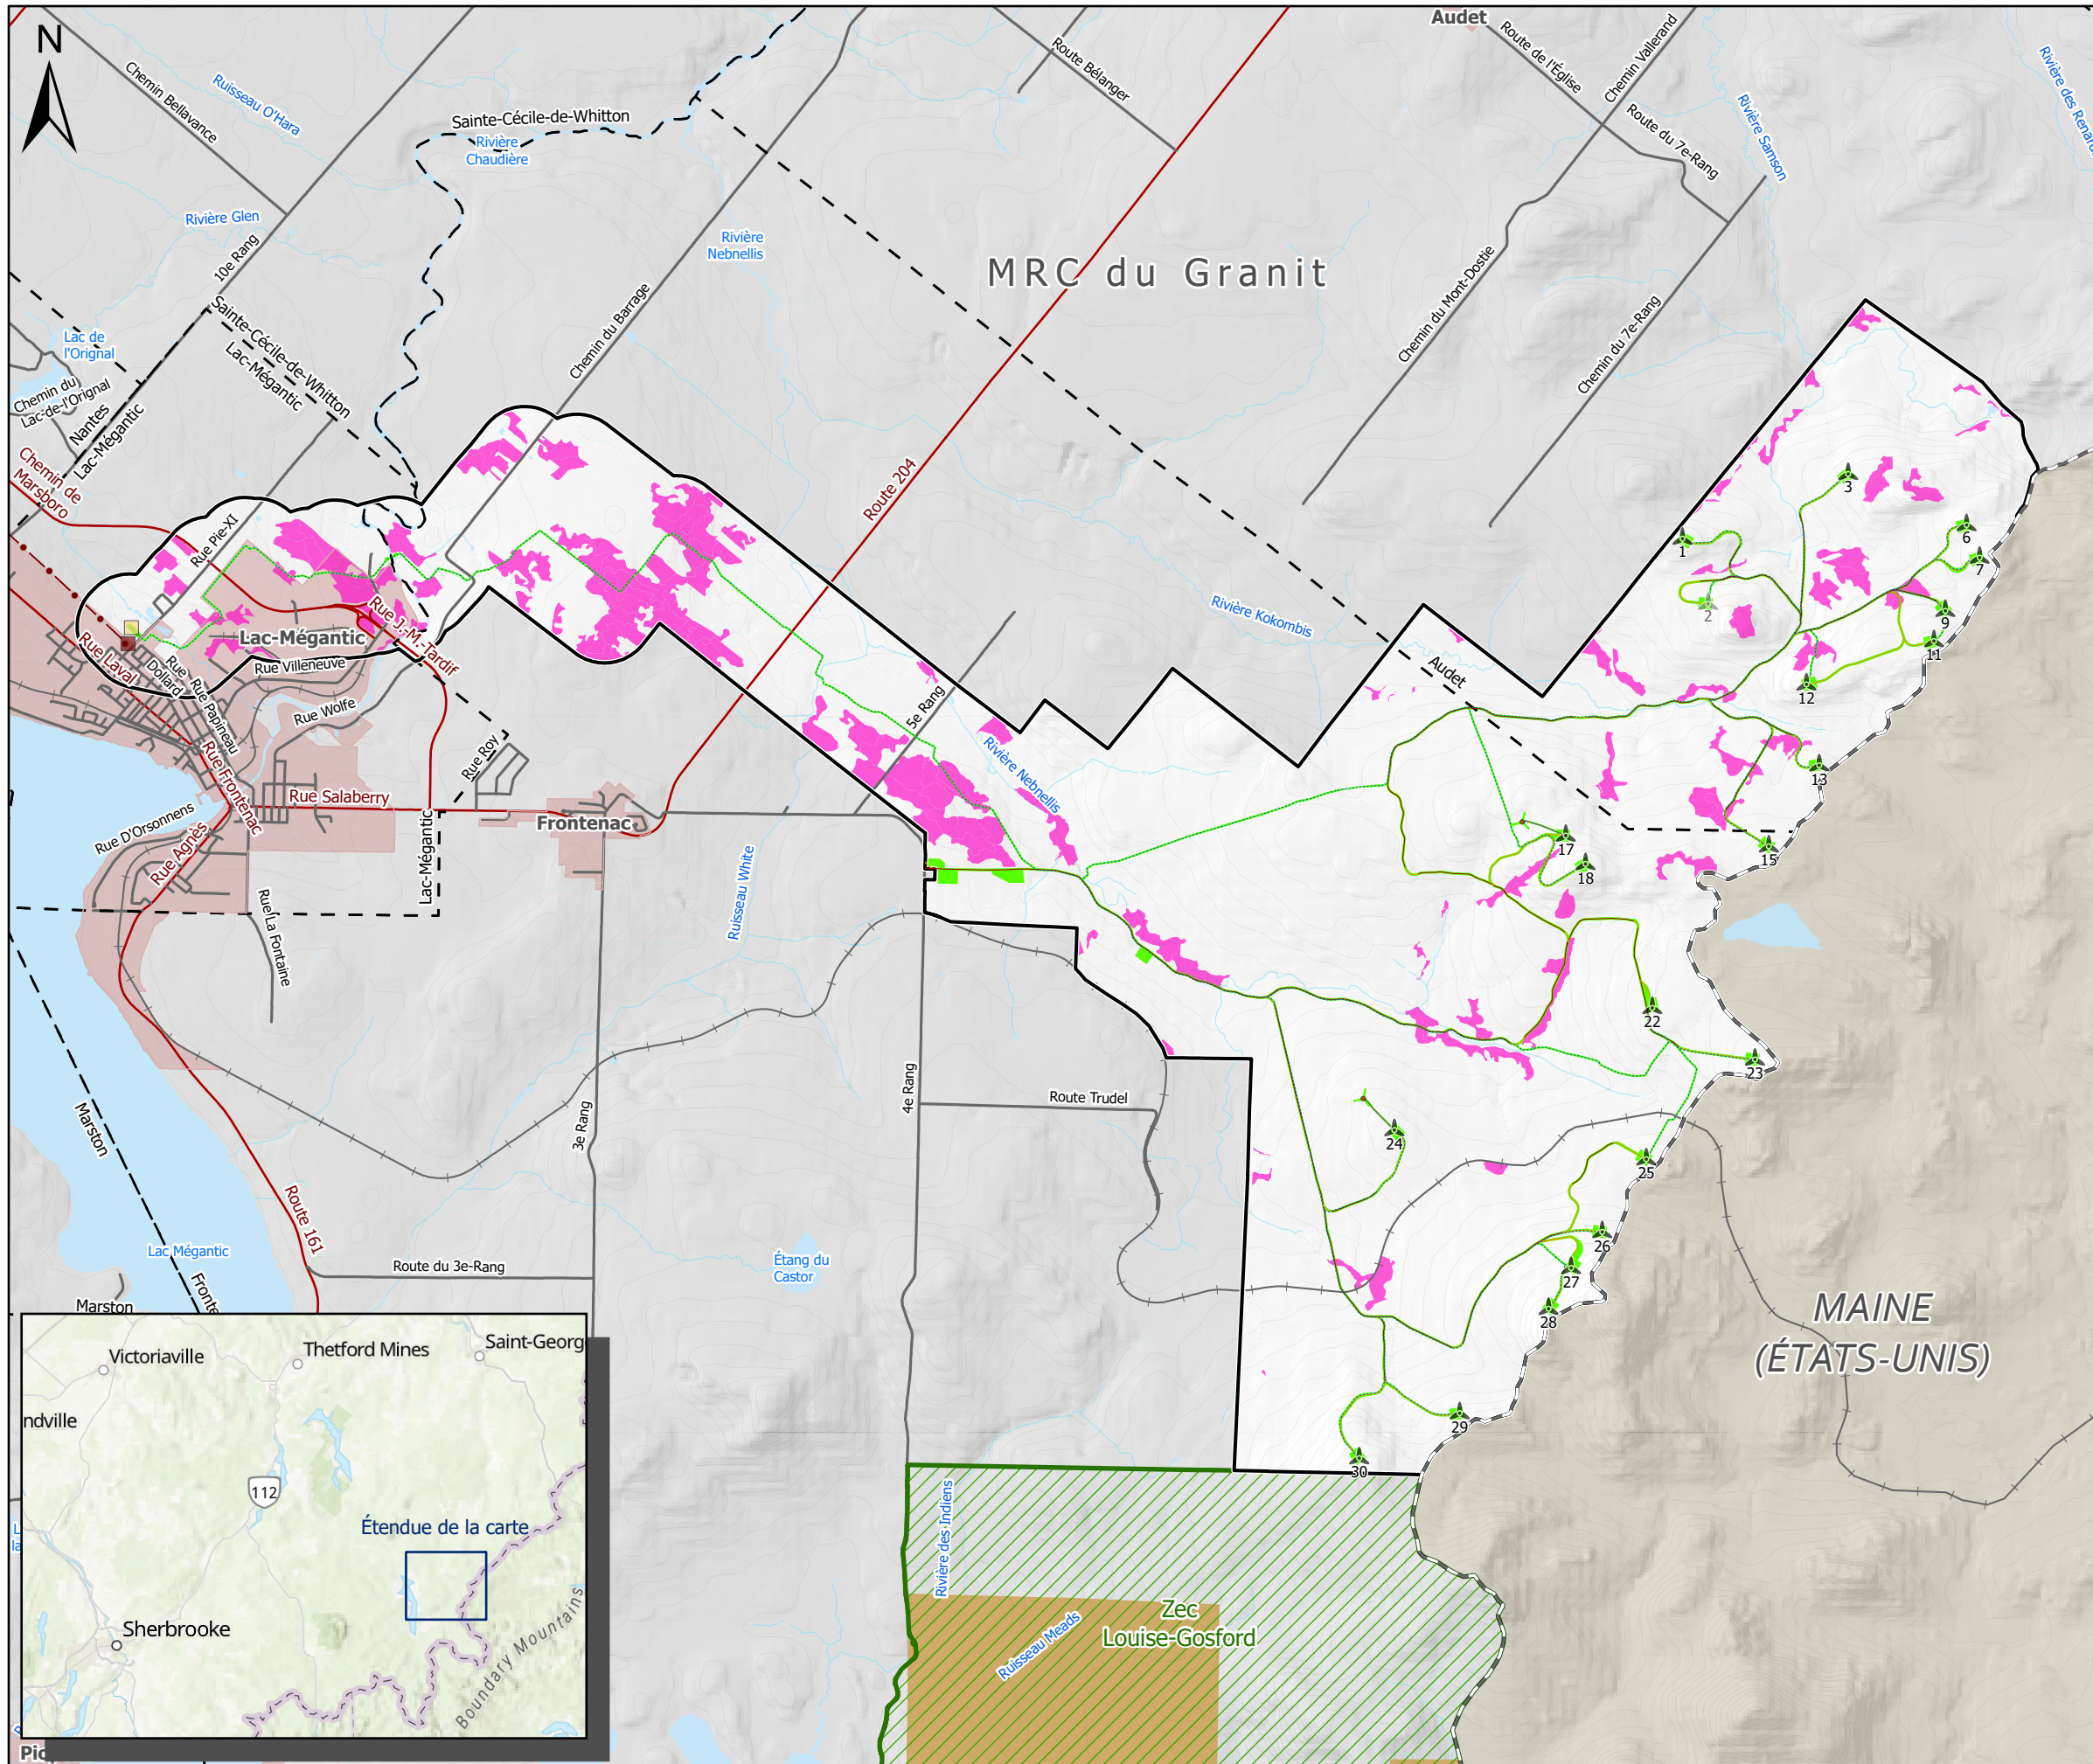 N
Audet
Route de l'Église
Chemin Vallerand
Route du 7e-Rang
Rivière Samson
Route Bélanger
Chemin Bellavance
Ruisseau O'Hara
Sainte-Cécile-de-Whitton
Rivière
Chaudière
Rivière Glen
10e Rang
Rivière
Nebnellis
MRC du Granit
Chemin du Mont-Dostie
Chemin du 7e-Rang
Chemin du Barrage
Sainte-Cécile-de-Whitton
Lac-Mégantic
Lac de
l'Orignal
Chemin du
Lac-de-l'Orignal
Nantes
Lac-Mégantic
Chemin de
Marsboro
Route 204
Rue Pie-XI
Rivière Kokombis
Audet
3
1
2
6
7
9
11
12
13
15
17
18
22
23
24
25
26
27
28
29
30
Lac-Mégantic
Rue J.-M.-Tardif
Rue Villeneuve
Rue Laval
Rue
Dollard
Rue Papineau
Rue Wolfe
Rue Frontenac
Rue Roy
5e Rang
Rivière Nebnellis
Rue Salaberry
Frontenac
Rue D'Orsonnens
Rue Agnès
Lac-Mégantic
Rue La Fontaine
Ruisseau White
4e Rang
3e Rang
Route Trudel
Marston
Route 161
Lac Mégantic
Route du 3e-Rang
Étang du
Castor
Marston
MAINE
(ÉTATS-UNIS)
Rivière des Indiens
Ruisseau Meads
Zec
Louise-Gosford
Victoriaville
Thetford Mines
Saint-Georg
ndville
112
Étendue de la carte
Sherbrooke
Boundary Mountains